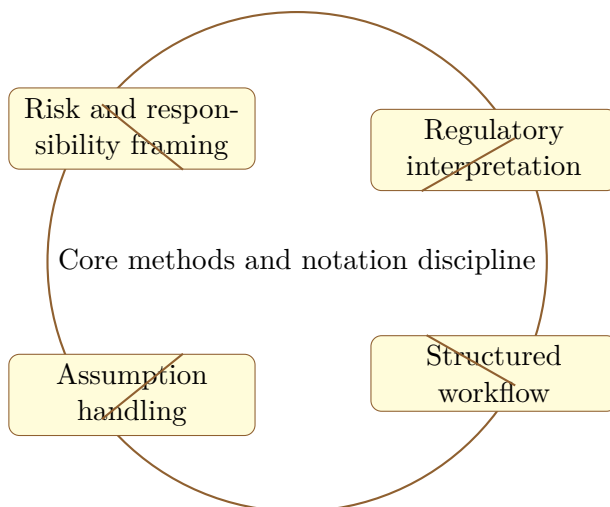 Risk and respon-
sibility framing
Regulatory
interpretation
Core methods and notation discipline
Assumption
handling
Structured
workflow